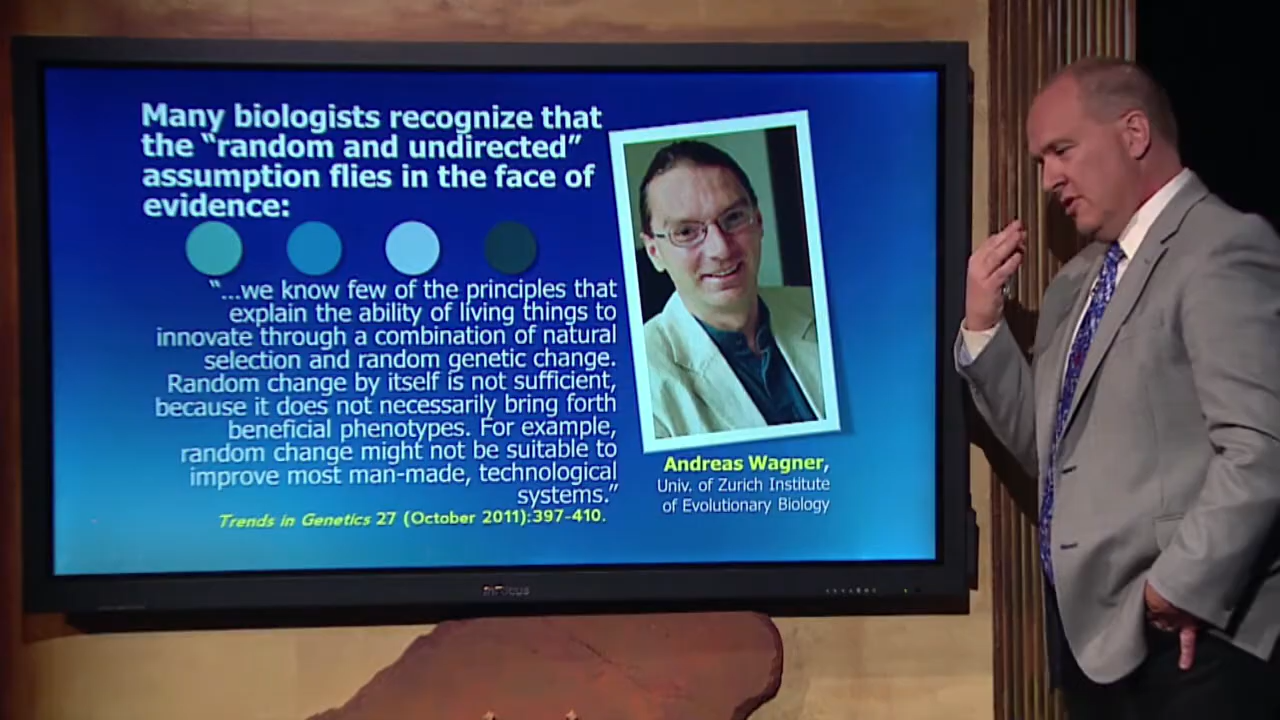 Many biologists recognize that
the “random and undirected”
assumption flies in the face of
evidence:
“...we know few of the principles that
explain the ability of living things to
innovate through a combination of natural
selection and random genetic change.
Random change by itself is not sufficient,
because it does not necessarily bring forth
beneficial phenotypes. For example,
random change might not be suitable to
improve most man-made, technological
systems.”
Trends in Genetics 27 (October 2011):397-410.
Andreas Wagner,
Univ. of Zurich Institute
of Evolutionary Biology
InFocus